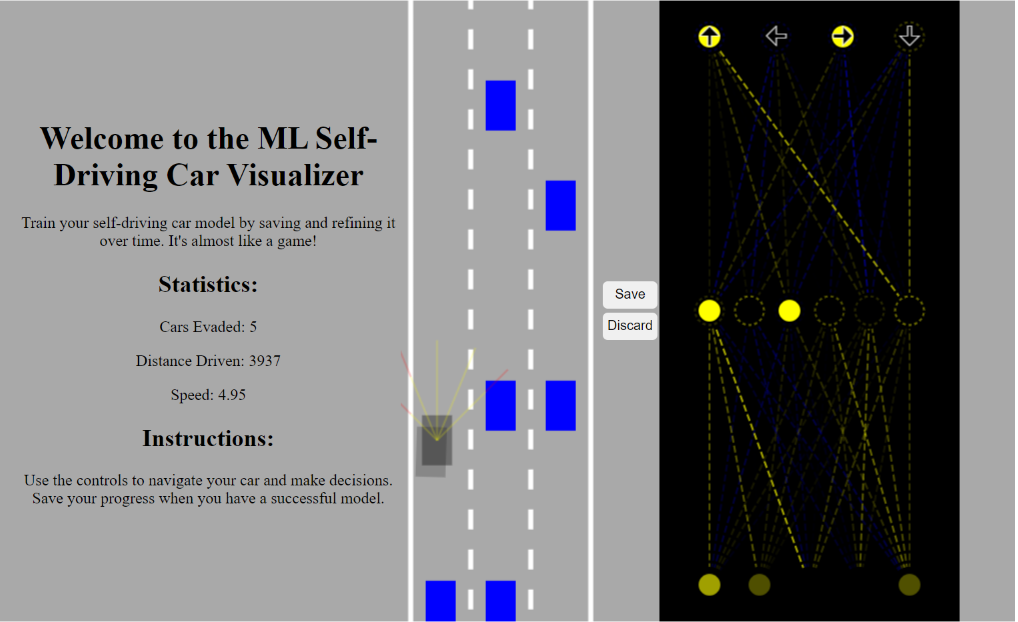 Welcome to the ML Self-
Driving Car Visualizer
Train your self-driving car model by saving and refining it
over time. It's almost like a game!
Statistics:
Cars Evaded: 5
Distance Driven: 3937
Speed: 4.95
Instructions:
Use the controls to navigate your car and make decisions.
Save your progress when you have a successful model.
Save
Discard